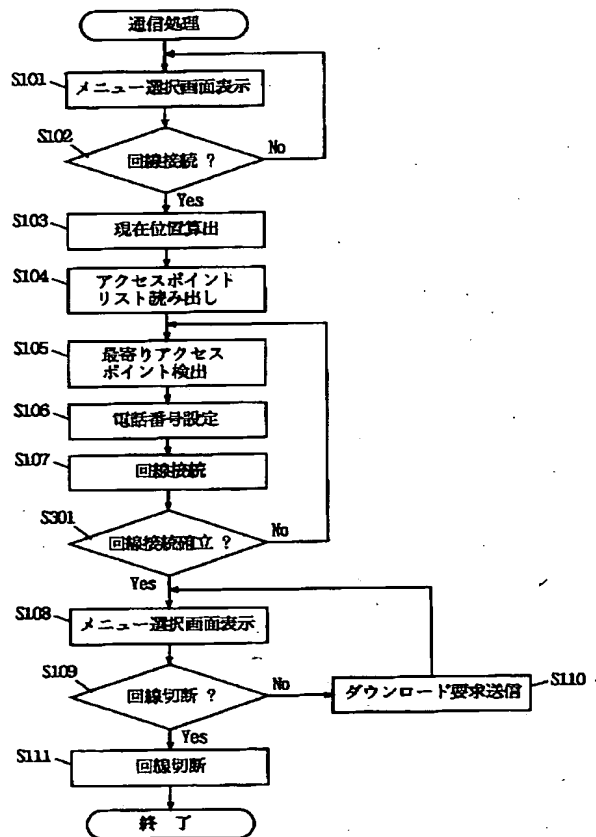 通信処理
S101
メニュー選択画面表示
S102
回線接続？
No
Yes
S103
現在位置算出
S104
アクセスポイント
リスト読み出し
S105
最寄りアクセス
ポイント検出
S106
電話番号設定
S107
回線接続
S301
回線接続確立？
No
Yes
S108
メニュー選択画面表示
S109
回線切断？
No
ダウンロード要求送信
S110
Yes
S111
回線切断
終了